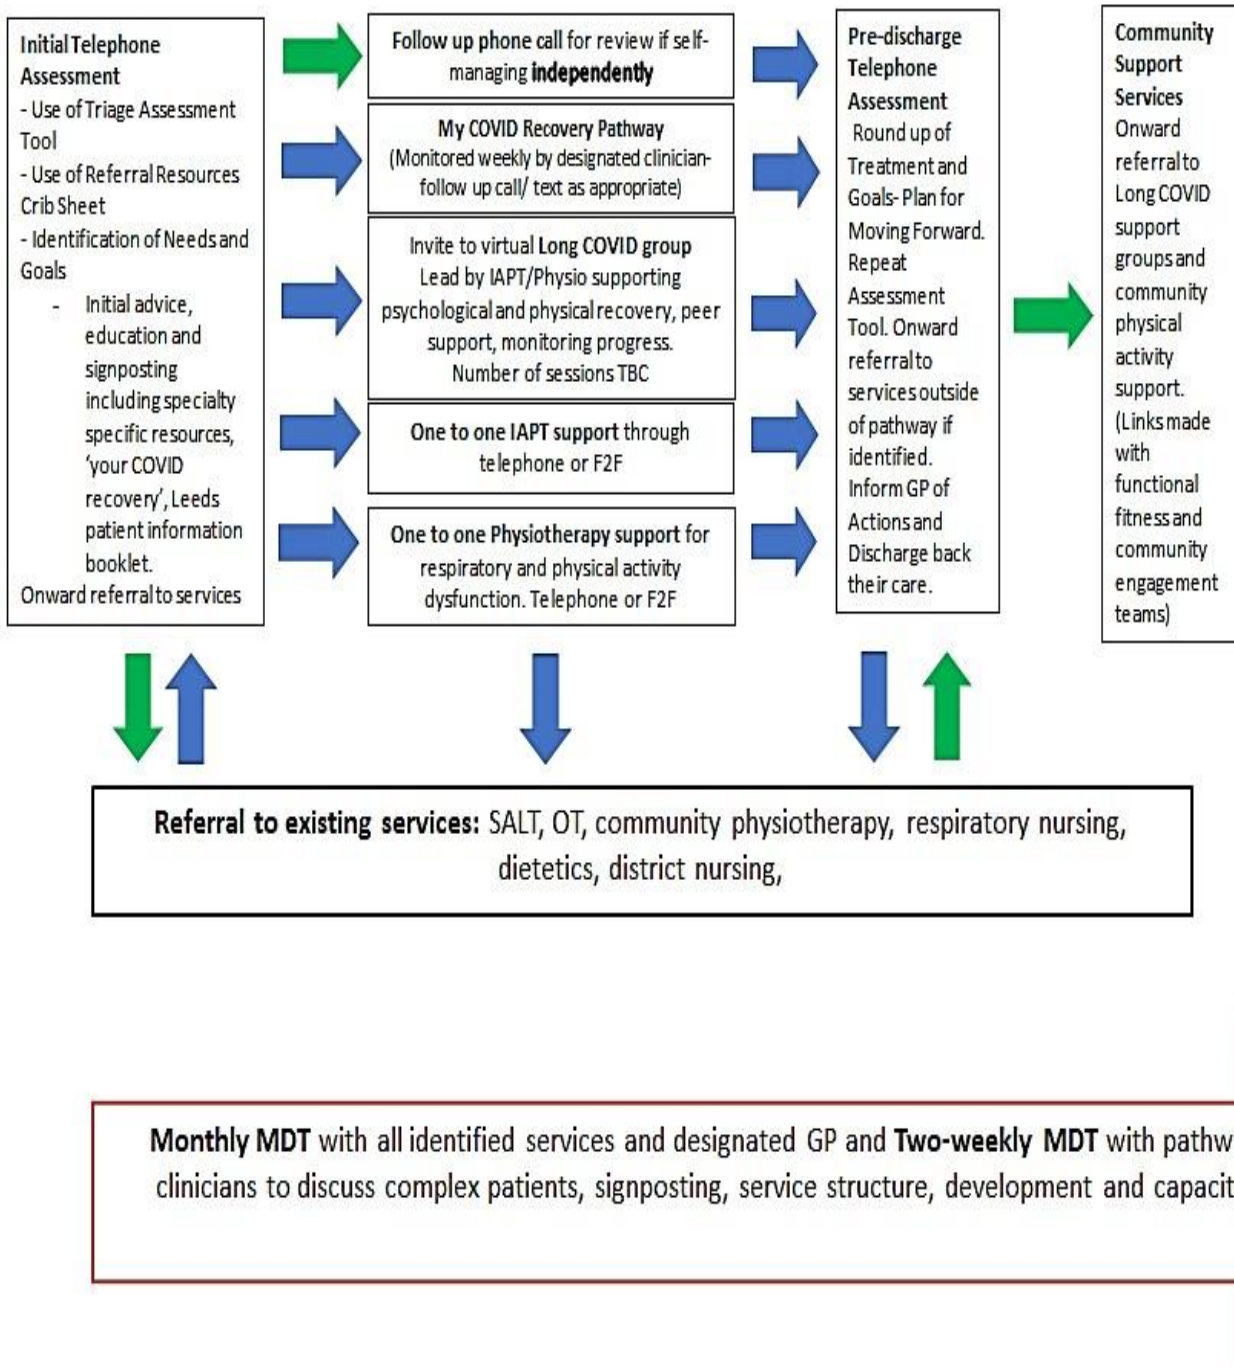 Initial Telephone
Assessment
- Use of Triage Assessment
Tool
- Use of Referral Resources
Crib Sheet
- Identification of Needs and
Goals
- Initial advice,
education and
signposting
including specialty
specific resources,
‘your COVID
recovery’, Leeds
patient information
booklet.
Onward referral to services
Follow up phone call for review if self-
managing independently
My COVID Recovery Pathway
(Monitored weekly by designated clinician-
follow up call/ text as appropriate)
Invite to virtual Long COVID group
Lead by IAPT/Physio supporting
psychological and physical recovery, peer
support, monitoring progress.
Number of sessions TBC
One to one IAPT support through
telephone or F2F
One to one Physiotherapy support for
respiratory and physical activity
dysfunction. Telephone or F2F
Pre-discharge
Telephone
Assessment
Round up of
Treatment and
Goals- Plan for
Moving Forward.
Repeat
Assessment
Tool. Onward
referral to
services outside
of pathway if
identified.
Inform GP of
Actions and
Discharge back
their care.
Community
Support
Services
Onward
referral to
Long COVID
support
groups and
community
physical
activity
support.
(Links made
with
functional
fitness and
community
engagement
teams)
Referral to existing services: SALT, OT, community physiotherapy, respiratory nursing,
dietetics, district nursing,
Monthly MDT with all identified services and designated GP and Two-weekly MDT with pathw
clinicians to discuss complex patients, signposting, service structure, development and capacit